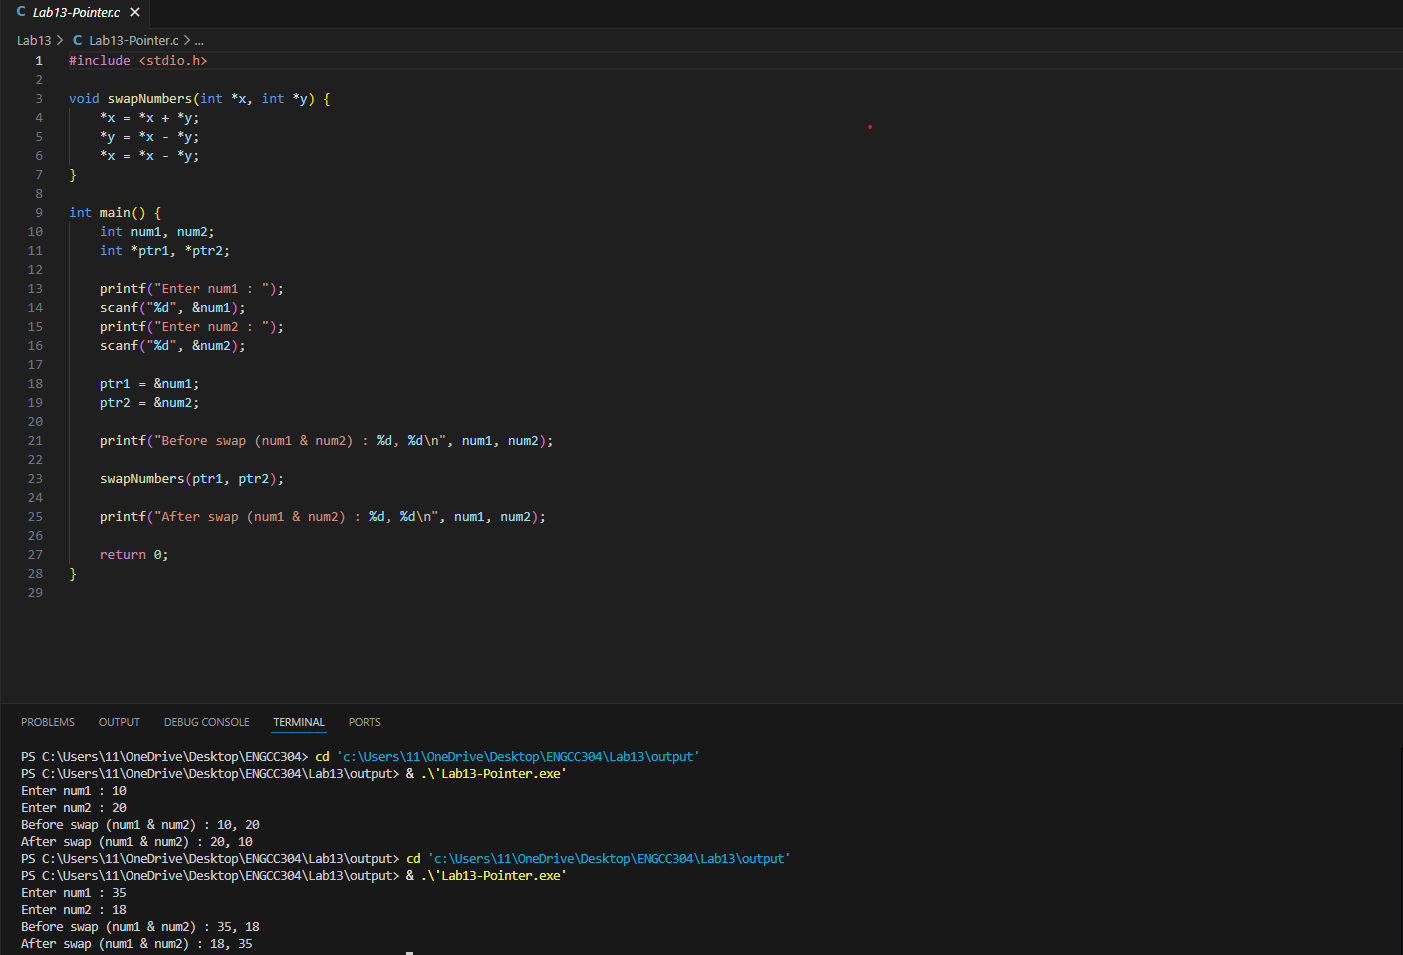 C Lab13-Pointer.c ×
Lab13 > C Lab13-Pointer.c > ...
1 #include <stdio.h>
2
3 void swapNumbers(int *x, int *y) {
4     *x = *x + *y;
5     *y = *x - *y;
6     *x = *x - *y;
7 }
8
9 int main() {
10     int num1, num2;
11     int *ptr1, *ptr2;
12
13     printf("Enter num1 : ");
14     scanf("%d", &num1);
15     printf("Enter num2 : ");
16     scanf("%d", &num2);
17
18     ptr1 = &num1;
19     ptr2 = &num2;
20
21     printf("Before swap (num1 & num2) : %d, %d\n", num1, num2);
22
23     swapNumbers(ptr1, ptr2);
24
25     printf("After swap (num1 & num2) : %d, %d\n", num1, num2);
26
27     return 0;
28 }
29
PROBLEMS OUTPUT DEBUG CONSOLE TERMINAL PORTS
PS C:\Users\11\OneDrive\Desktop\ENGCC304> cd 'c:\Users\11\OneDrive\Desktop\ENGCC304\Lab13\output'
PS C:\Users\11\OneDrive\Desktop\ENGCC304\Lab13\output> & .\'Lab13-Pointer.exe'
Enter num1 : 10
Enter num2 : 20
Before swap (num1 & num2) : 10, 20
After swap (num1 & num2) : 20, 10
PS C:\Users\11\OneDrive\Desktop\ENGCC304\Lab13\output> cd 'c:\Users\11\OneDrive\Desktop\ENGCC304\Lab13\output'
PS C:\Users\11\OneDrive\Desktop\ENGCC304\Lab13\output> & .\'Lab13-Pointer.exe'
Enter num1 : 35
Enter num2 : 18
Before swap (num1 & num2) : 35, 18
After swap (num1 & num2) : 18, 35